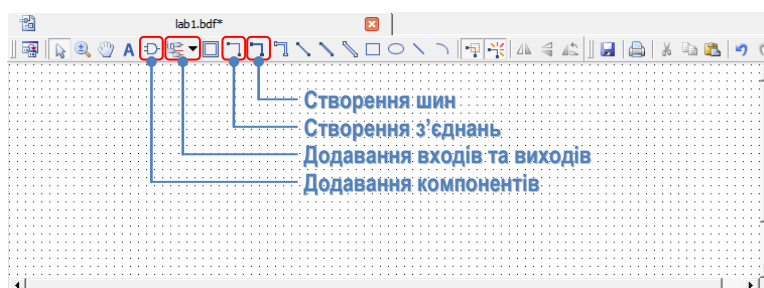 lab1.bdf*
A
Створення шин
Створення з’єднань
Додавання входів та виходів
Додавання компонентів